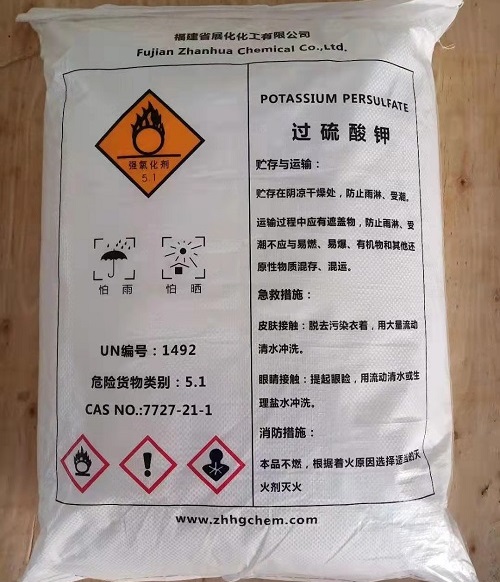 福建省展化化工有限公司
Fujian Zhanhua Chemical Co.,Ltd.
强氧化剂
5.1
怕 雨
怕 晒
UN编号：1492
危险货物类别：5.1
CAS NO.:7727-21-1
POTASSIUM PERSULFATE
过硫酸钾
贮存与运输：
贮存在阴凉干燥处，防止雨淋、受潮。
运输过程中应有遮盖物，防止雨淋、受
潮不应与易燃、易爆、有机物和其他还
原性物质混存、混运。
急救措施：
皮肤接触：脱去污染衣着，用大量流动
清水冲洗。
眼睛接触：提起眼睑，用流动清水或生
理盐水冲洗。
消防措施：
本品不燃，根据着火原因选择适当的灭
火剂灭火
www.zhhgchem.com